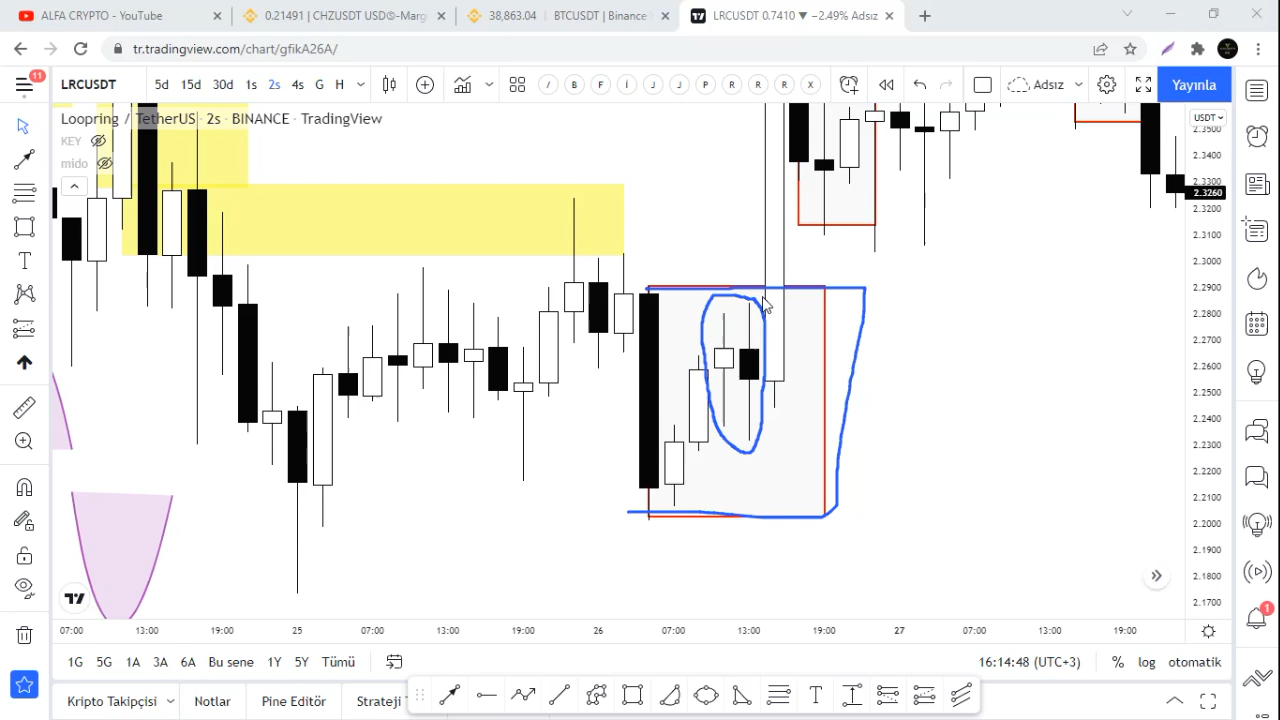 ALFA CRYPTO - YouTube
0.21491 | CHZUSDT USDⓈ-Marg
38,863.04 BTCUSDT | Binance
LRCUSDT 0.7410 ▼ −2.49% Adsız
tr.tradingview.com/chart/gfikA26A/
11
LRCUSDT 5d 15d 30d 1s 2s 4s G H / B F İ J J P R R R X Adsız Yayınla
Loopring / TetherUS · 2s · BINANCE · TradingView
KEY
mido
USDT
2.3500
2.3400
2.3300
2.3260
2.3200
2.3100
2.3000
2.2900
2.2800
2.2700
2.2600
2.2500
2.2400
2.2300
2.2200
2.2100
2.2000
2.1900
2.1800
2.1700
1
07:00 13:00 19:00 25 07:00 13:00 19:00 26 07:00 13:00 19:00 27 07:00 13:00 19:00
1G 5G 1A 3A 6A Bu sene 1Y 5Y Tümü 16:14:48 (UTC+3) % log otomatik
Kripto Takipçisi Notlar Pine Editör Strateji T